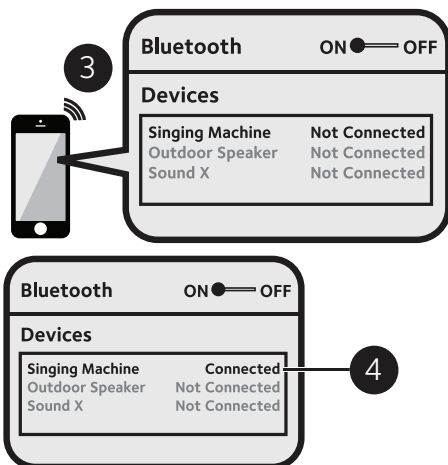 3
Bluetooth ON OFF
Devices
Singing Machine Not Connected
Outdoor Speaker Not Connected
Sound X Not Connected
Bluetooth ON OFF
Devices
Singing Machine Connected
Outdoor Speaker Not Connected
Sound X Not Connected
4